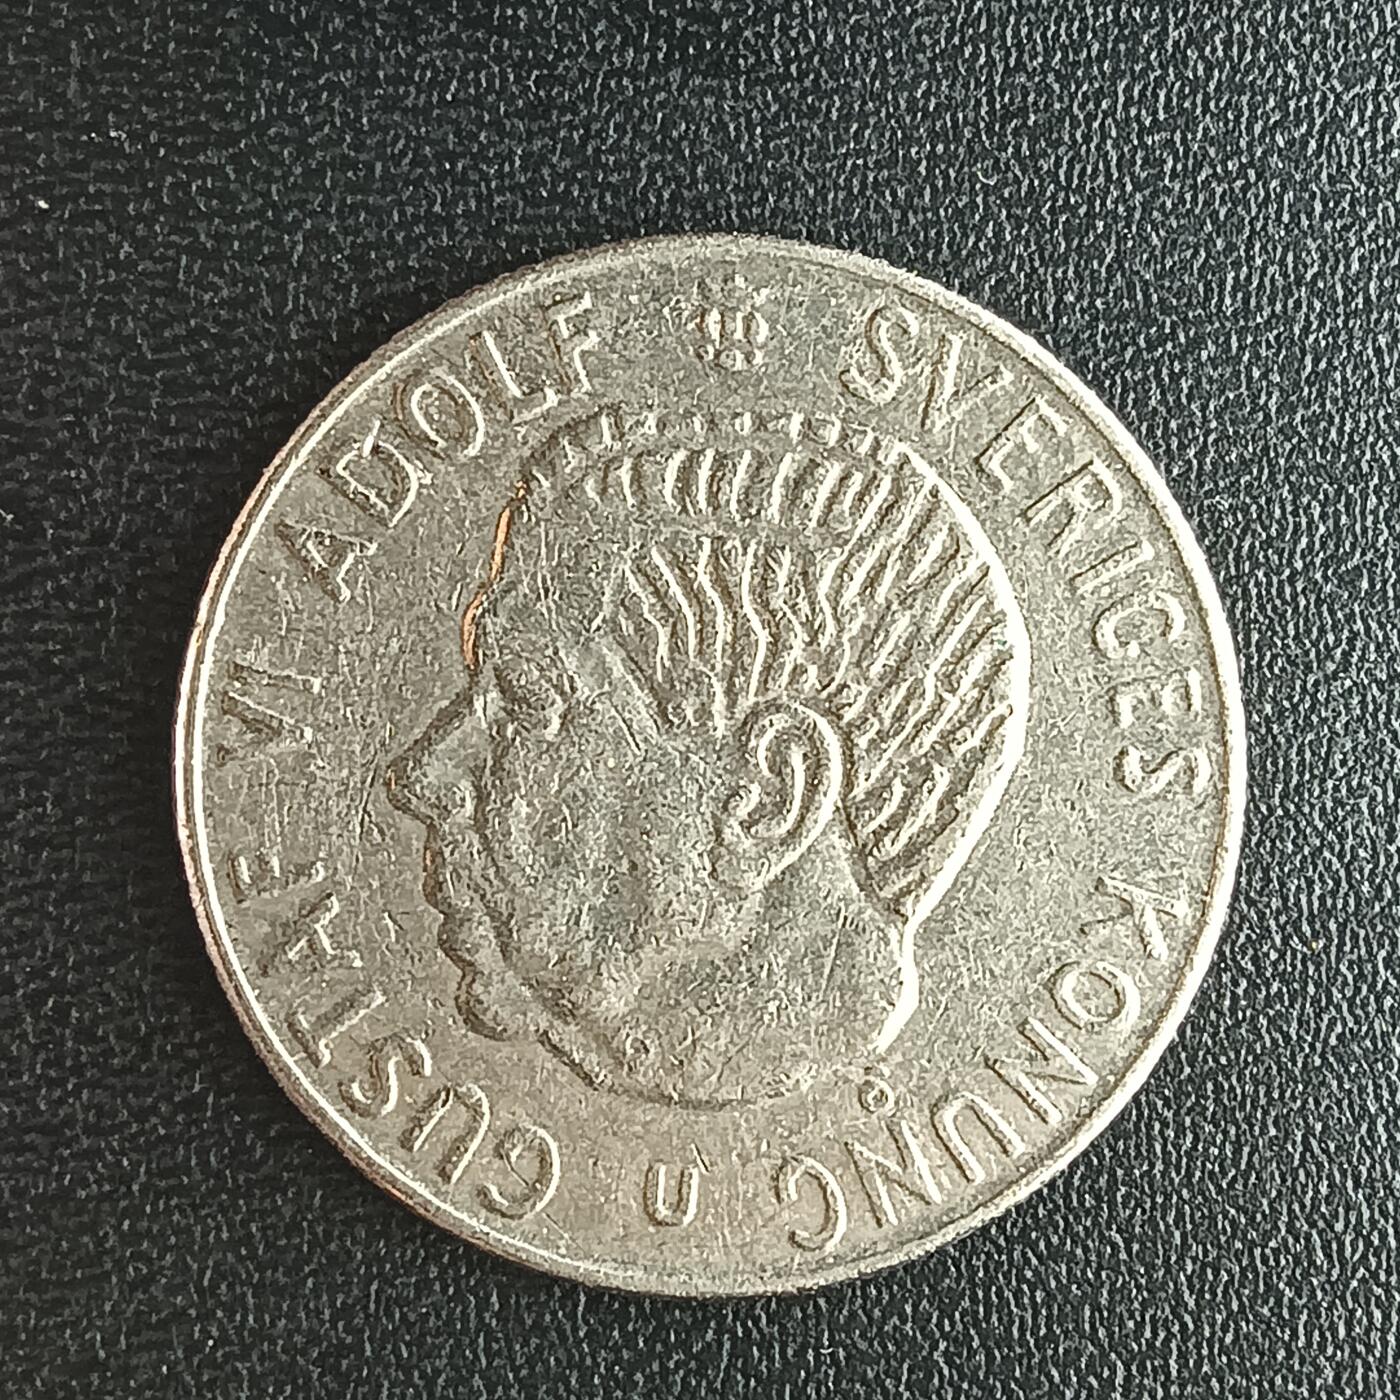 GUSTAF VI ADOLF
SVERIGES KONUNG
U